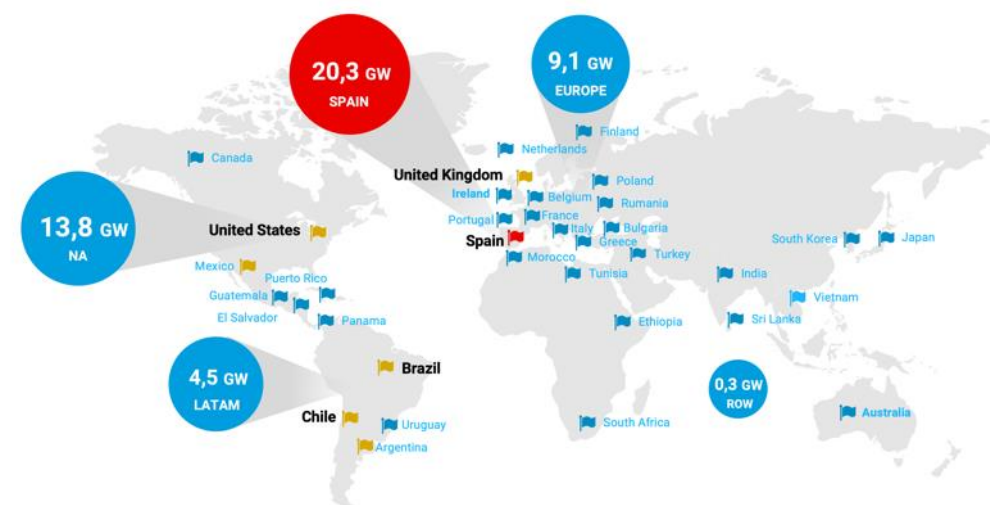 20,3 GW
SPAIN
9,1 GW
EUROPE
Finland
Netherlands
Canada
United Kingdom
Poland
Ireland
Belgium
Rumania
13,8 GW
NA
Portugal
France
United States
Italy
Bulgaria
Spain
Greece
South Korea
Japan
Morocco
Turkey
Mexico
Tunisia
India
Puerto Rico
Guatemala
Vietnam
El Salvador
Panama
Ethiopia
Sri Lanka
4,5 GW
LATAM
Brazil
0,3 GW
ROW
Chile
Uruguay
South Africa
Australia
Argentina